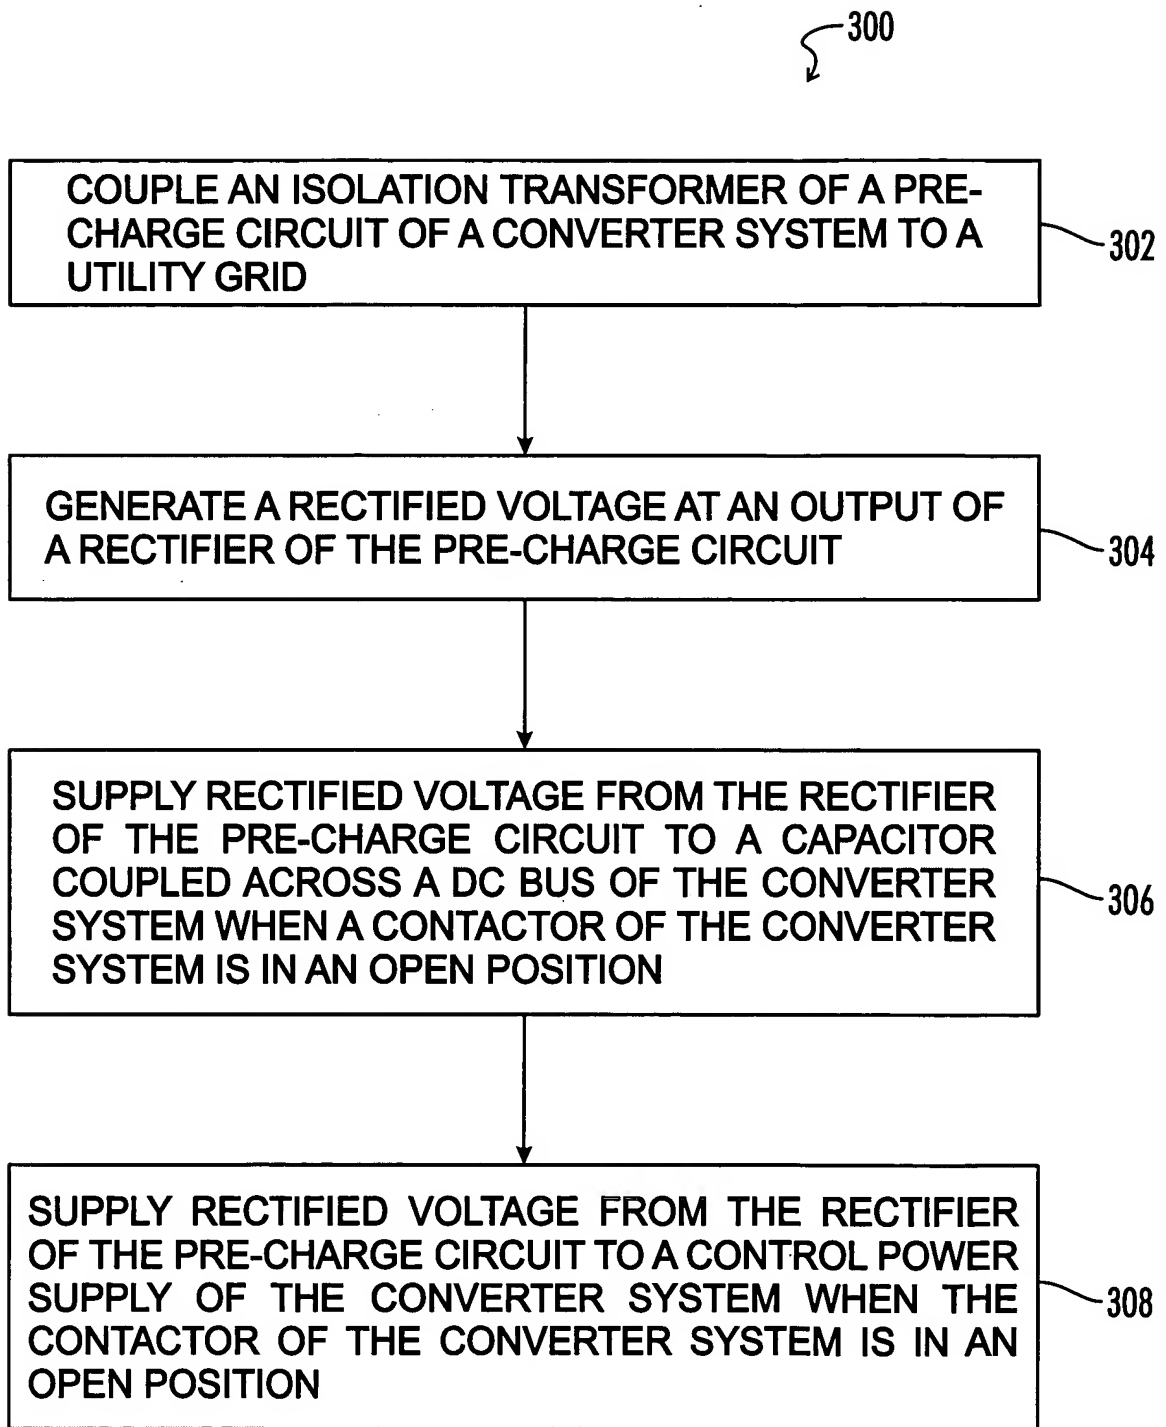 300
COUPLE AN ISOLATION TRANSFORMER OF A PRE-
CHARGE CIRCUIT OF A CONVERTER SYSTEM TO A
UTILITY GRID
302
GENERATE A RECTIFIED VOLTAGE AT AN OUTPUT OF
A RECTIFIER OF THE PRE-CHARGE CIRCUIT
304
SUPPLY RECTIFIED VOLTAGE FROM THE RECTIFIER
OF THE PRE-CHARGE CIRCUIT TO A CAPACITOR
COUPLED ACROSS A DC BUS OF THE CONVERTER
SYSTEM WHEN A CONTACTOR OF THE CONVERTER
SYSTEM IS IN AN OPEN POSITION
306
SUPPLY RECTIFIED VOLTAGE FROM THE RECTIFIER
OF THE PRE-CHARGE CIRCUIT TO A CONTROL POWER
SUPPLY OF THE CONVERTER SYSTEM WHEN THE
CONTACTOR OF THE CONVERTER SYSTEM IS IN AN
OPEN POSITION
308